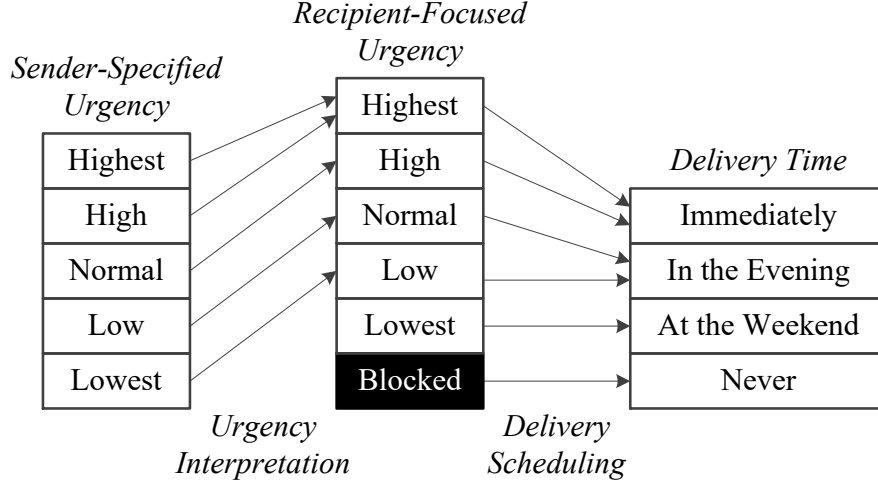 Sender-Specified
Urgency
Highest
High
Normal
Low
Lowest
Recipient-Focused
Urgency
Highest
High
Normal
Low
Lowest
Blocked
Delivery Time
Immediately
In the Evening
At the Weekend
Never
Urgency
Interpretation
Delivery
Scheduling